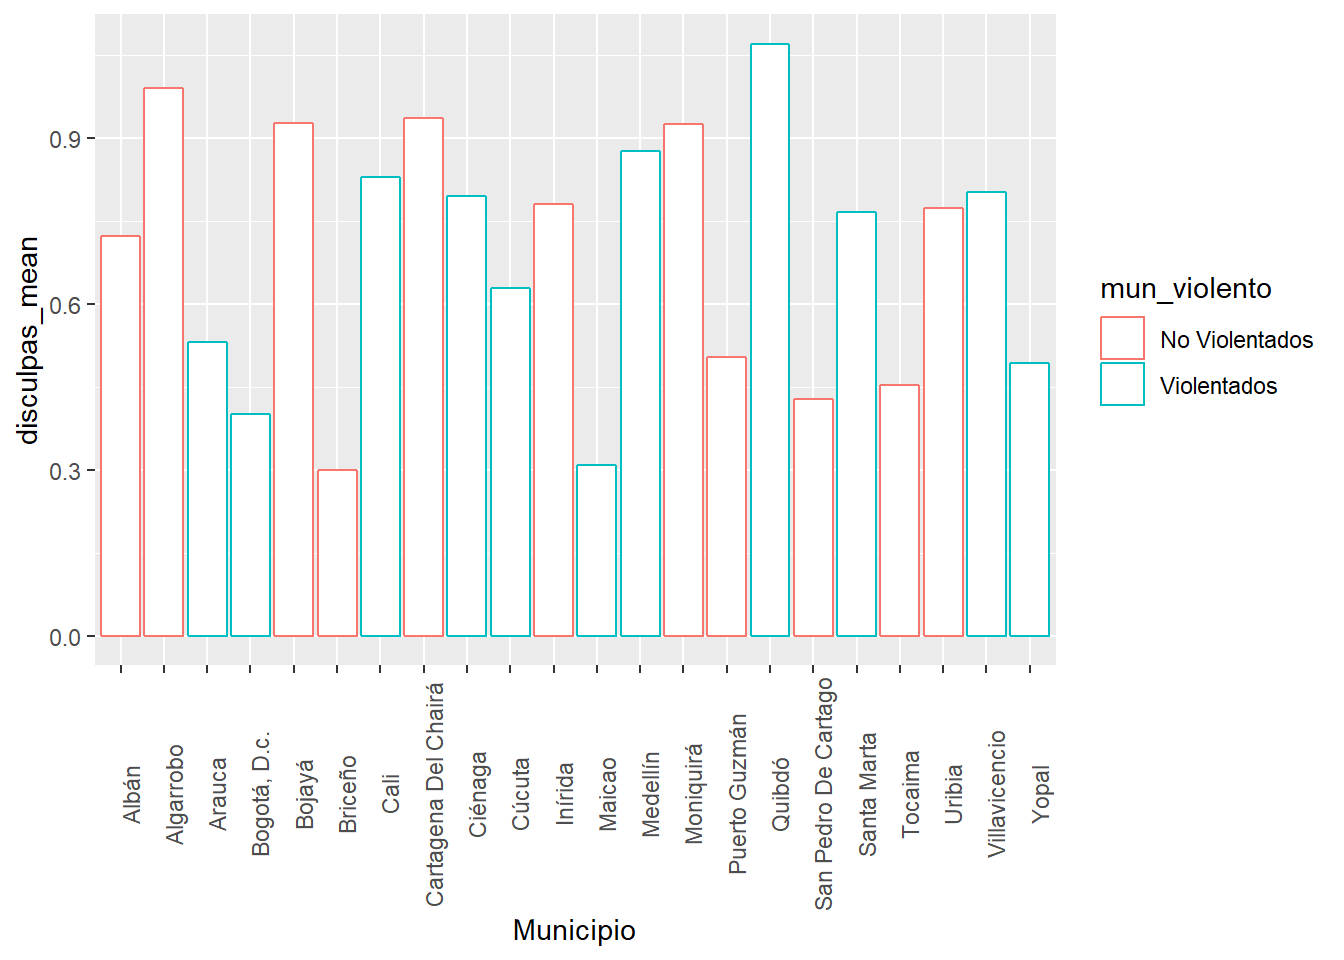 disculpas_mean
0.9
0.6
0.3
0.0
Albán
Algarrobo
Arauca
Bogotá, D.c.
Bojayá
Briceño
Cali
Cartagena Del Chairá
Ciénaga
Cúcuta
Inírida
Maicao
Medellín
Moniquirá
Puerto Guzmán
Quibdó
San Pedro De Cartago
Santa Marta
Tocaima
Uribia
Villavicencio
Yopal
Municipio
mun_violento
No Violentados
Violentados